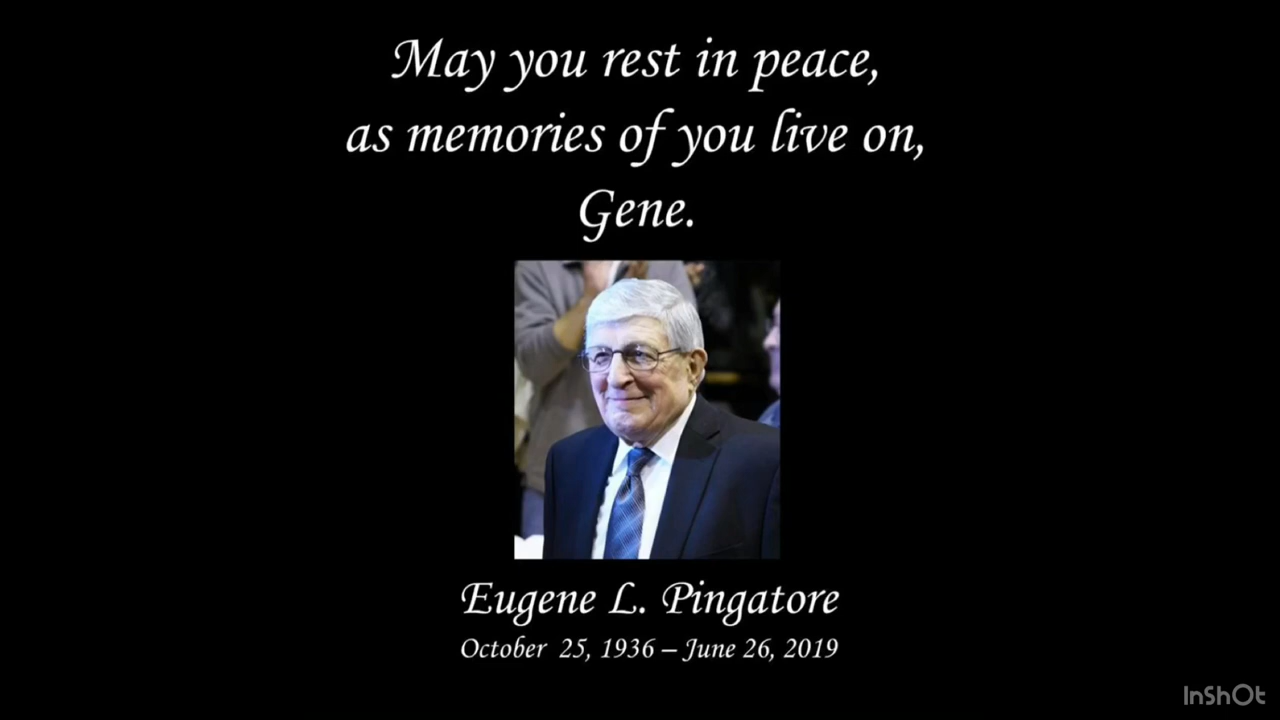 May you rest in peace,
as memories of you live on,
Gene.
Eugene L. Pingatore
October 25, 1936 – June 26, 2019
InShOt